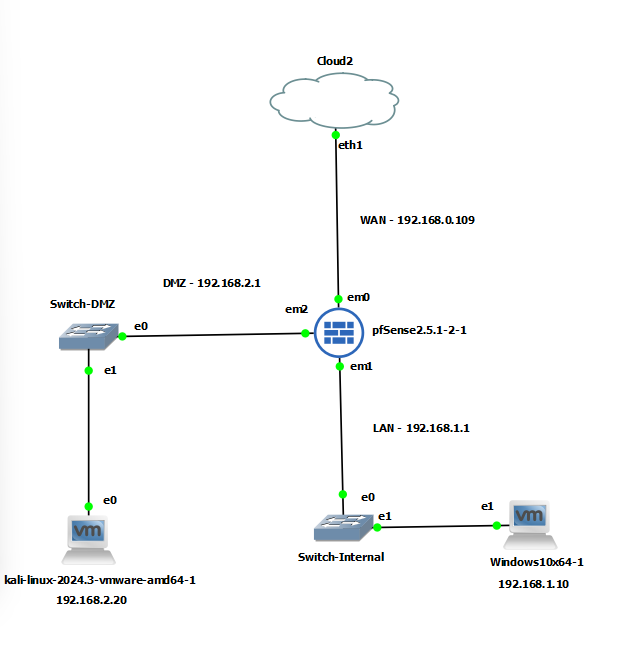 Cloud2
eth1
WAN - 192.168.0.109
DMZ - 192.168.2.1
Switch-DMZ
em2
em0
e0
pfSense2.5.1-2-1
e1
em1
LAN - 192.168.1.1
e0
e0
e1
e1
vm
vm
Switch-Internal
Windows10x64-1
kali-linux-2024.3-vmware-amd64-1
192.168.1.10
192.168.2.20